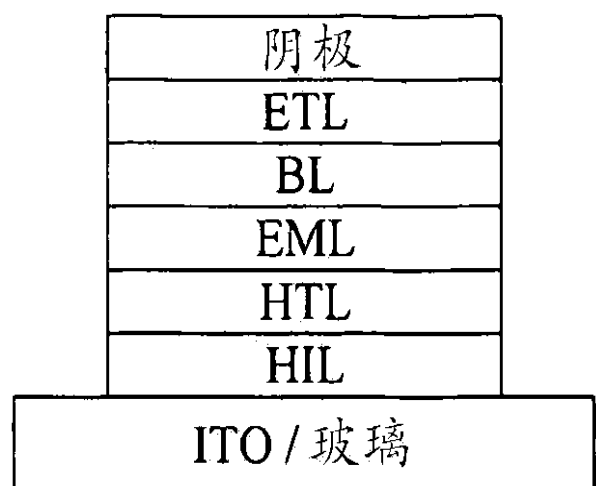 阴极
ETL
BL
EML
HTL
HIL
ITO / 玻璃